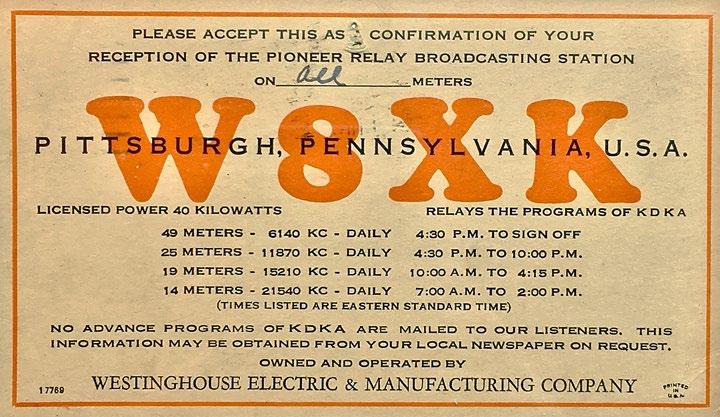 PLEASE ACCEPT THIS AS A CONFIRMATION OF YOUR
RECEPTION OF THE PIONEER RELAY BROADCASTING STATION
ON all METERS
W8XK
PITTSBURGH, PENNSYLVANIA, U.S.A.
LICENSED POWER 40 KILOWATTS RELAYS THE PROGRAMS OF KDKA
49 METERS - 6140 KC - DAILY 4:30 P.M. TO SIGN OFF
25 METERS - 11870 KC - DAILY 4:30 P.M. TO 10:00 P.M.
19 METERS - 15210 KC - DAILY 10:00 A.M. TO 4:15 P.M.
14 METERS - 21540 KC - DAILY 7:00 A.M. TO 2:00 P.M.
(TIMES LISTED ARE EASTERN STANDARD TIME)
NO ADVANCE PROGRAMS OF KDKA ARE MAILED TO OUR LISTENERS. THIS
INFORMATION MAY BE OBTAINED FROM YOUR LOCAL NEWSPAPER ON REQUEST.
OWNED AND OPERATED BY
WESTINGHOUSE ELECTRIC & MANUFACTURING COMPANY
17769
PRINTED
IN
U.S.A.